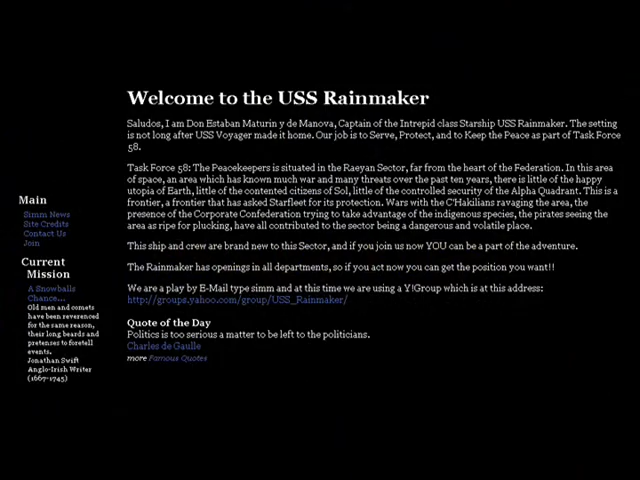 Welcome to the USS Rainmaker
Saludos, I am Don Estaban Maturin y de Manova, Captain of the Intrepid class Starship USS Rainmaker. The setting
is not long after USS Voyager made it home. Our job is to Serve, Protect, and to Keep the Peace as part of Task Force
58.
Task Force 58: The Peacekeepers is situated in the Raeyan Sector, far from the heart of the Federation. In this area
of space, an area which has known much war and many threats over the past ten years, there is little of the happy
utopia of Earth, little of the contented citizens of Sol, little of the controlled security of the Alpha Quadrant. This is a
frontier, a frontier that has asked Starfleet for its protection. Wars with the C'Hakilians ravaging the area, the
presence of the Corporate Confederation trying to take advantage of the indigenous species, the pirates seeing the
area as ripe for plucking, have all contributed to the sector being a dangerous and volatile place.
This ship and crew are brand new to this Sector, and if you join us now YOU can be a part of the adventure.
The Rainmaker has openings in all departments, so if you act now you can get the position you want!!
We are a play by E-Mail type simm and at this time we are using a Y!Group which is at this address:
http://groups.yahoo.com/group/USS_Rainmaker/
Quote of the Day
Politics is too serious a matter to be left to the politicians.
Charles de Gaulle
more Famous Quotes
Main
Simm News
Site Credits
Contact Us
Join
Current
Mission
A Snowballs
Chance...
Old men and comets
have been reverenced
for the same reason,
their long beards and
pretenses to foretell
events.
Jonathan Swift
Anglo-Irish Writer
(1667-1745)